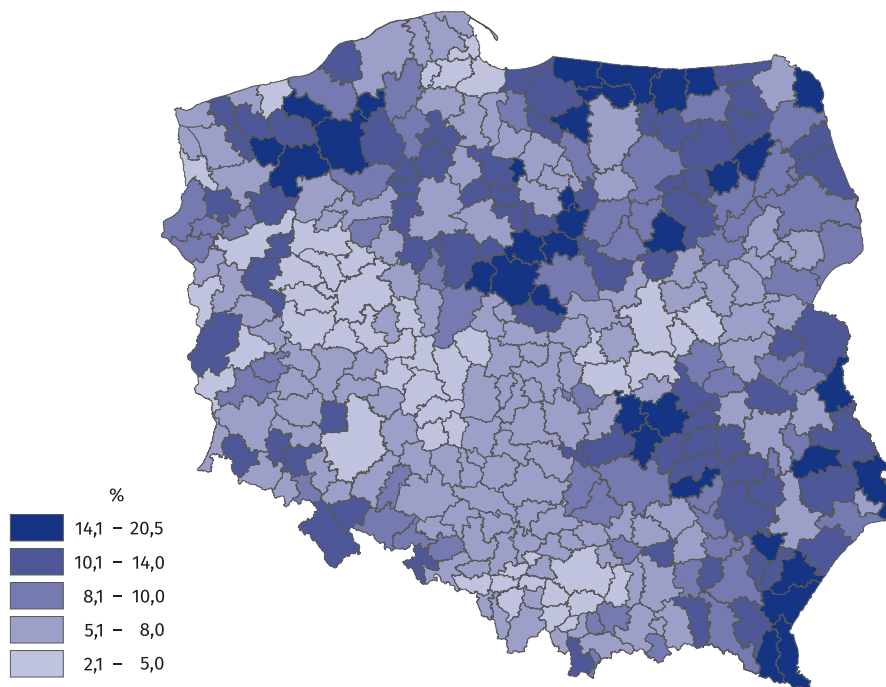 %
14,1 – 20,5
10,1 – 14,0
8,1 – 10,0
5,1 – 8,0
2,1 – 5,0